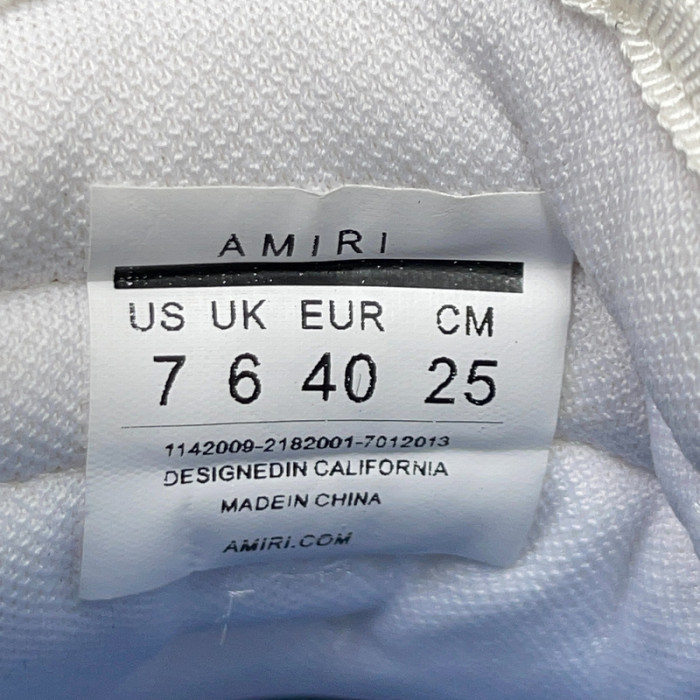 AMIRI
US UK EUR CM
7 6 40 25
1142009-2182001-7012013
DESIGNEDIN CALIFORNIA
MADEIN CHINA
AMIRI.COM